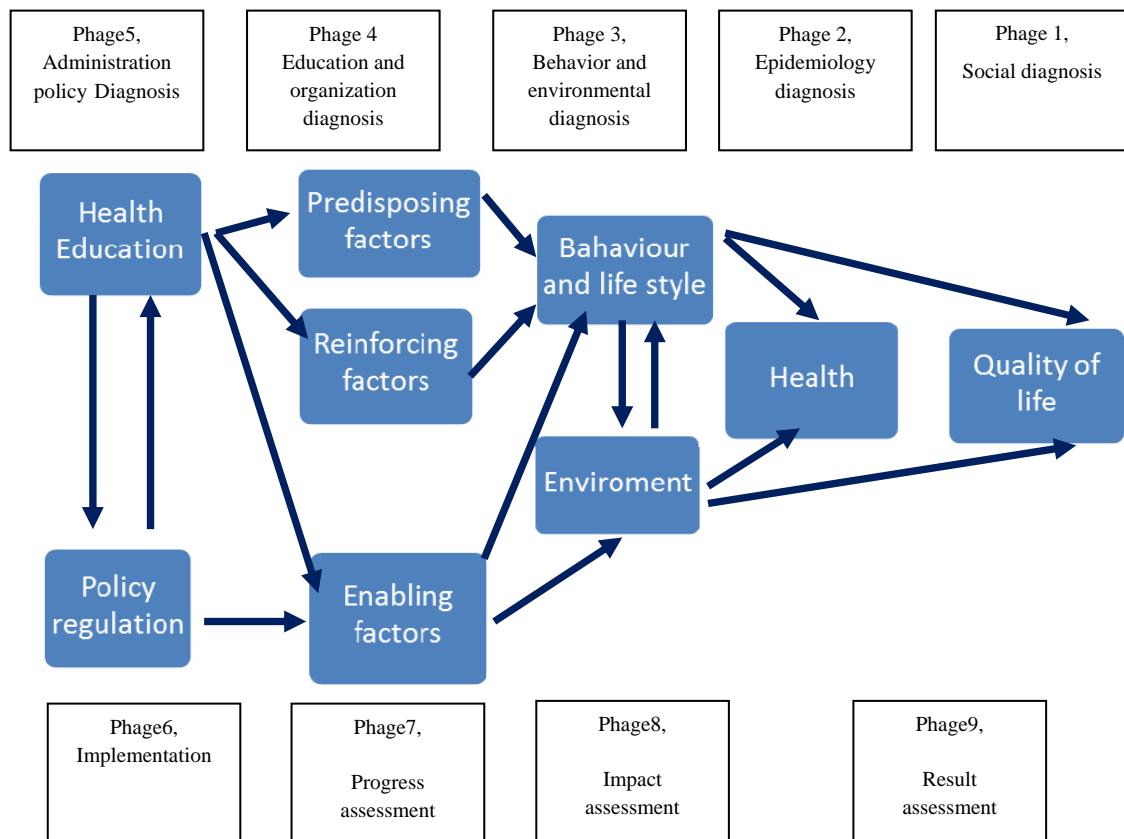 Phage5,
Administration
policy Diagnosis
Phage 4
Education and
organization
diagnosis
Phage 3,
Behavior and
environmental
diagnosis
Phage 2,
Epidemiology
diagnosis
Phage 1,
Social diagnosis
Health
Education
Predisposing
factors
Bahaviour
and life style
Reinforcing
factors
Health
Quality of
life
Enviroment
Policy
regulation
Enabling
factors
Phage6,
Implementation
Phage7,
Progress
assessment
Phage8,
Impact
assessment
Phage9,
Result
assessment